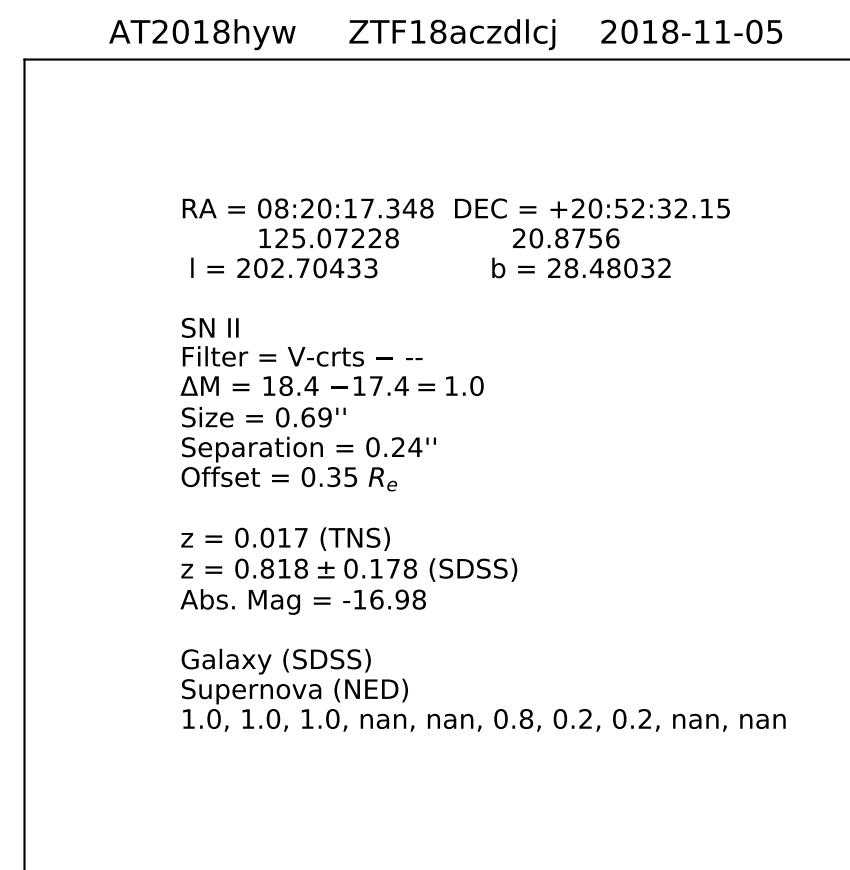 AT2018hyw ZTF18aczdlcj 2018-11-05
RA = 08:20:17.348 DEC = +20:52:32.15
125.07228 20.8756
l = 202.70433 b = 28.48032
SN II
Filter = V-crts − --
ΔM = 18.4 −17.4 = 1.0
Size = 0.69''
Separation = 0.24''
Offset = 0.35 Rₑ
z = 0.017 (TNS)
z = 0.818 ± 0.178 (SDSS)
Abs. Mag = -16.98
Galaxy (SDSS)
Supernova (NED)
1.0, 1.0, 1.0, nan, nan, 0.8, 0.2, 0.2, nan, nan